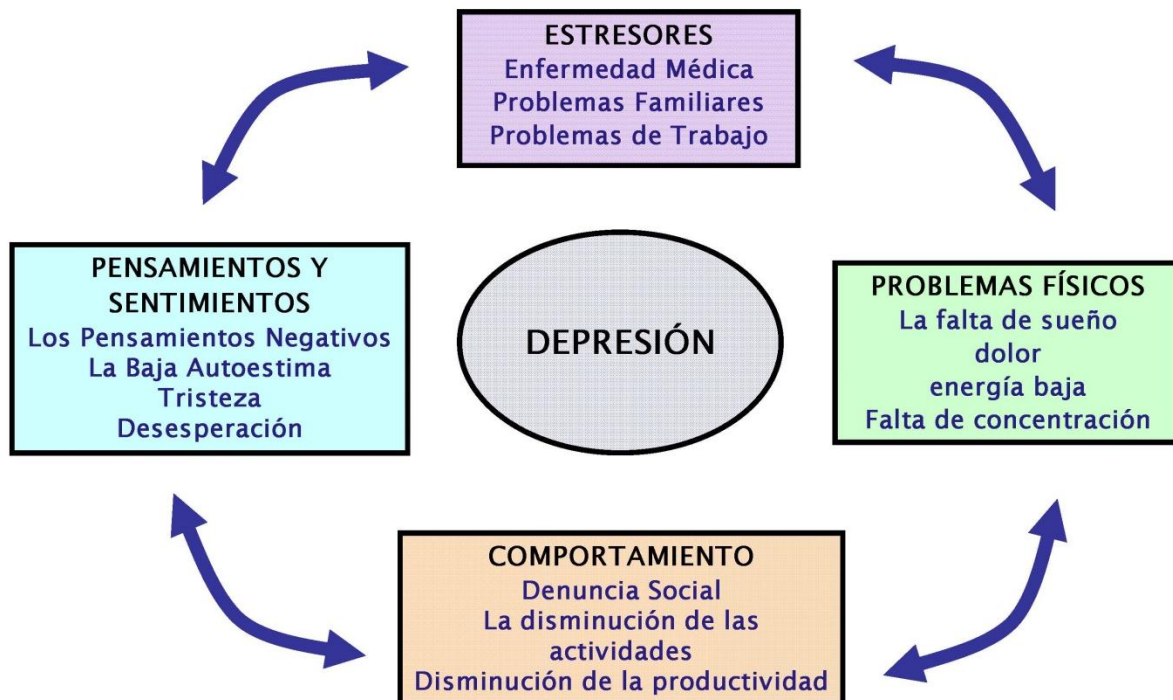 ESTRESORES
Enfermedad Médica
Problemas Familiares
Problemas de Trabajo
PENSAMIENTOS Y
SENTIMIENTOS
Los Pensamientos Negativos
La Baja Autoestima
Tristeza
Desesperación
DEPRESIÓN
PROBLEMAS FÍSICOS
La falta de sueño
dolor
energía baja
Falta de concentración
COMPORTAMIENTO
Denuncia Social
La disminución de las
actividades
Disminución de la productividad